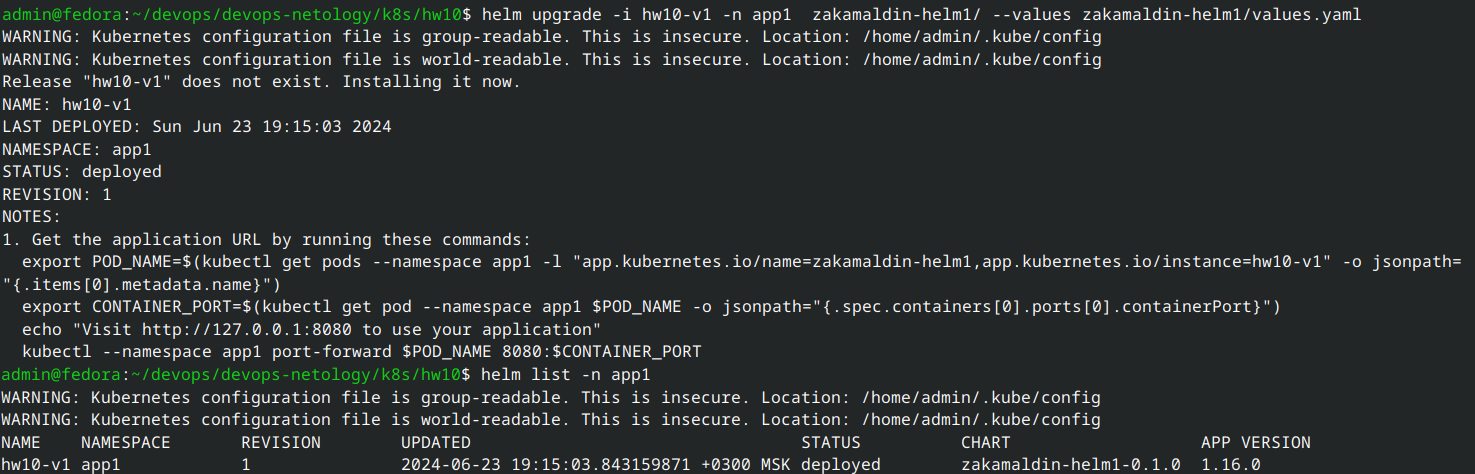 admin@fedora:~/devops/devops-netology/k8s/hw10$ helm upgrade -i hw10-v1 -n app1  zakamaldin-helm1/ --values zakamaldin-helm1/values.yaml
WARNING: Kubernetes configuration file is group-readable. This is insecure. Location: /home/admin/.kube/config
WARNING: Kubernetes configuration file is world-readable. This is insecure. Location: /home/admin/.kube/config
Release "hw10-v1" does not exist. Installing it now.
NAME: hw10-v1
LAST DEPLOYED: Sun Jun 23 19:15:03 2024
NAMESPACE: app1
STATUS: deployed
REVISION: 1
NOTES:
1. Get the application URL by running these commands:
  export POD_NAME=$(kubectl get pods --namespace app1 -l "app.kubernetes.io/name=zakamaldin-helm1,app.kubernetes.io/instance=hw10-v1" -o jsonpath=
"{.items[0].metadata.name}")
  export CONTAINER_PORT=$(kubectl get pod --namespace app1 $POD_NAME -o jsonpath="{.spec.containers[0].ports[0].containerPort}")
  echo "Visit http://127.0.0.1:8080 to use your application"
  kubectl --namespace app1 port-forward $POD_NAME 8080:$CONTAINER_PORT
admin@fedora:~/devops/devops-netology/k8s/hw10$ helm list -n app1
WARNING: Kubernetes configuration file is group-readable. This is insecure. Location: /home/admin/.kube/config
WARNING: Kubernetes configuration file is world-readable. This is insecure. Location: /home/admin/.kube/config
NAME    NAMESPACE       REVISION        UPDATED                                 STATUS          CHART                   APP VERSION
hw10-v1 app1            1               2024-06-23 19:15:03.843159871 +0300 MSK deployed        zakamaldin-helm1-0.1.0  1.16.0